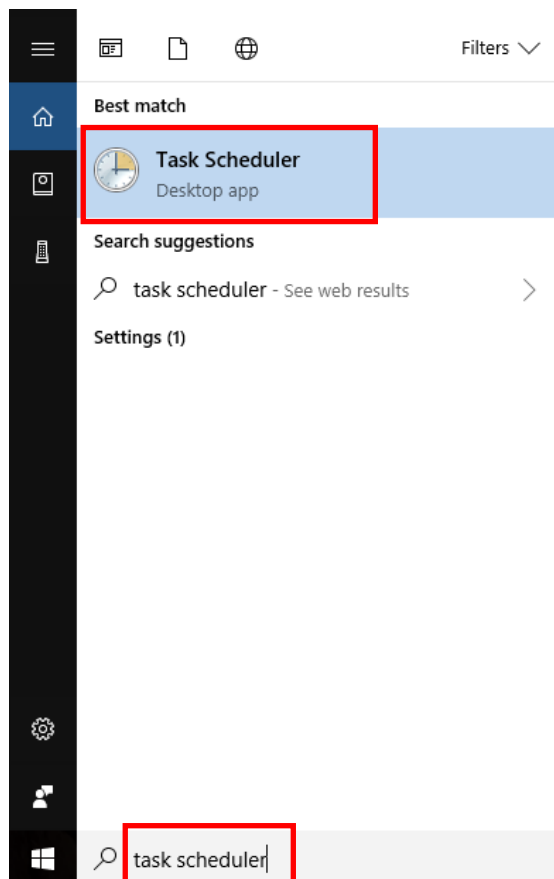 Filters
Best match
Task Scheduler
Desktop app
Search suggestions
task scheduler - See web results
Settings (1)
task scheduler